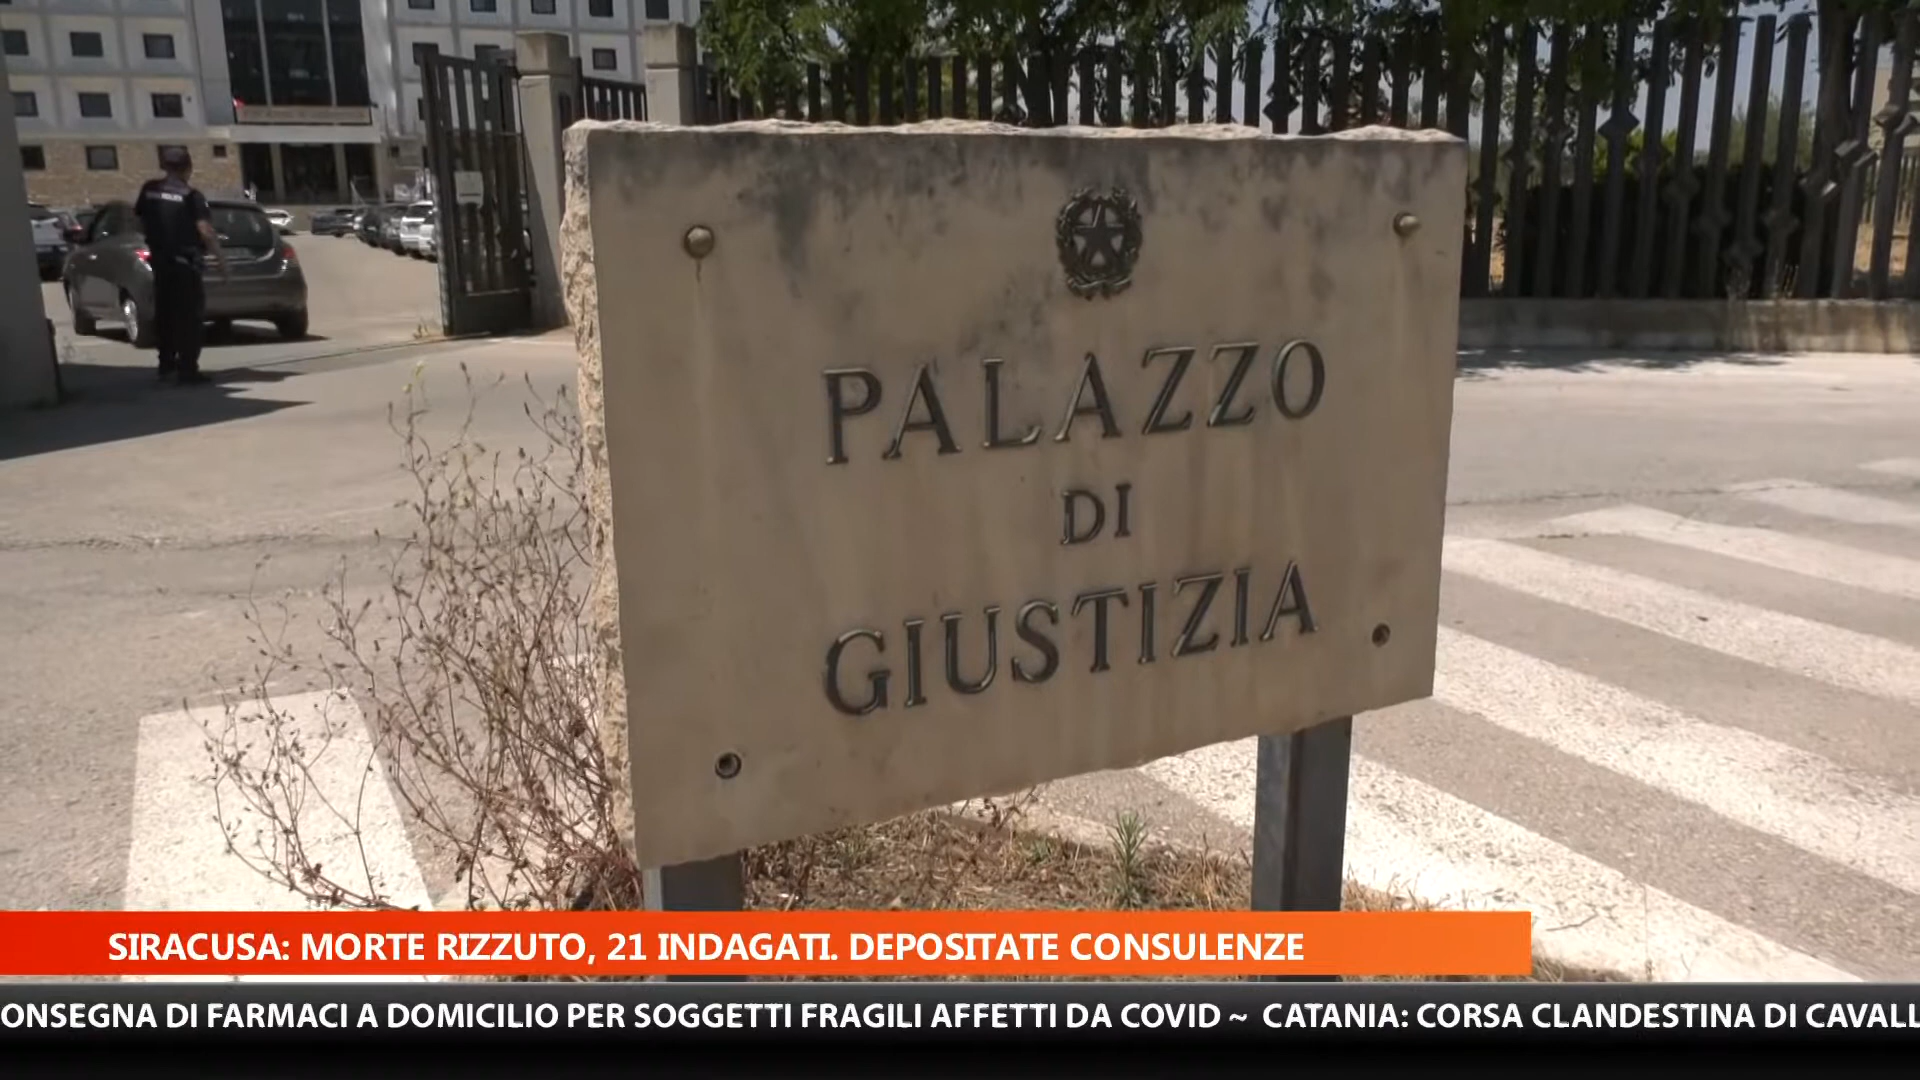 PALAZZO
DI
GIUSTIZIA
SIRACUSA: MORTE RIZZUTO, 21 INDAGATI. DEPOSITATE CONSULENZE
ONSEGNA DI FARMACI A DOMICILIO PER SOGGETTI FRAGILI AFFETTI DA COVID ~ CATANIA: CORSA CLANDESTINA DI CAVALL